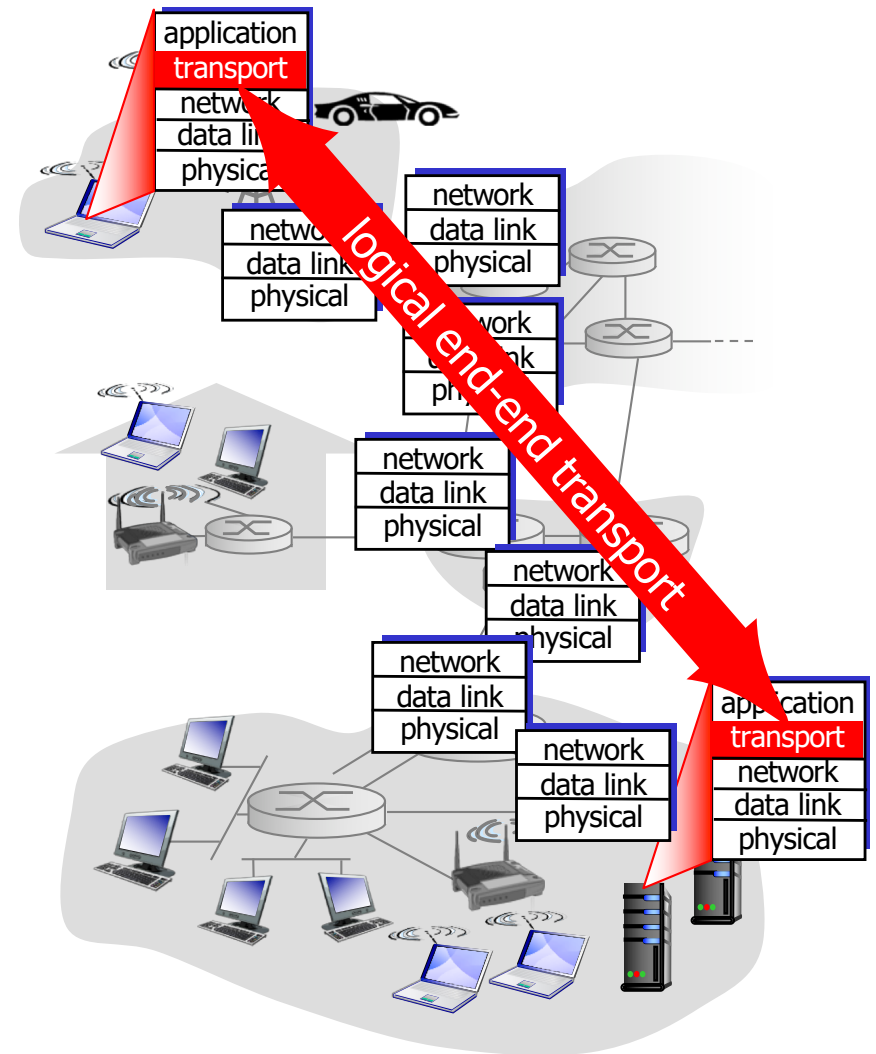 application
transport
network
data link
physical
network
data link
physical
network
data link
physical
logical end-end transport
network
data link
physical
network
data link
physical
network
data link
physical
network
data link
physical
application
transport
network
data link
physical